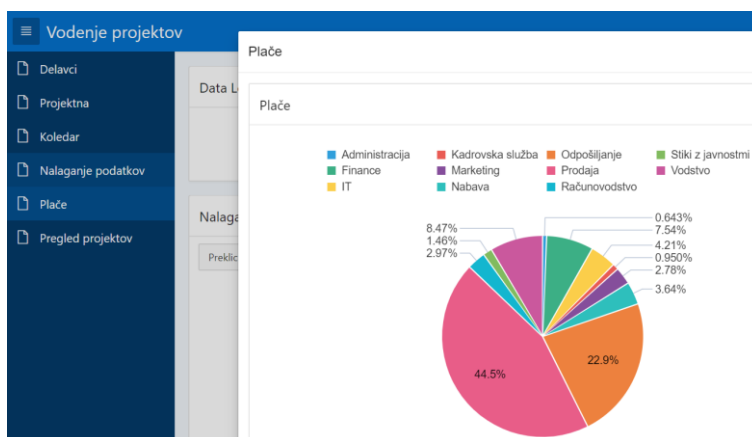 Vodenje projektov
Delavci
Projektna
Koledar
Nalaganje podatkov
Plače
Pregled projektov
Data L
Nalaga
Preklic
Plače
Plače
Administracija Kadrovska služba Odpošiljanje Stiki z javnostmi
Finance Marketing Prodaja Vodstvo
IT Nabava Računovodstvo
0.643%
7.54%
4.21%
0.950%
2.78%
3.64%
22.9%
44.5%
2.97%
1.46%
8.47%